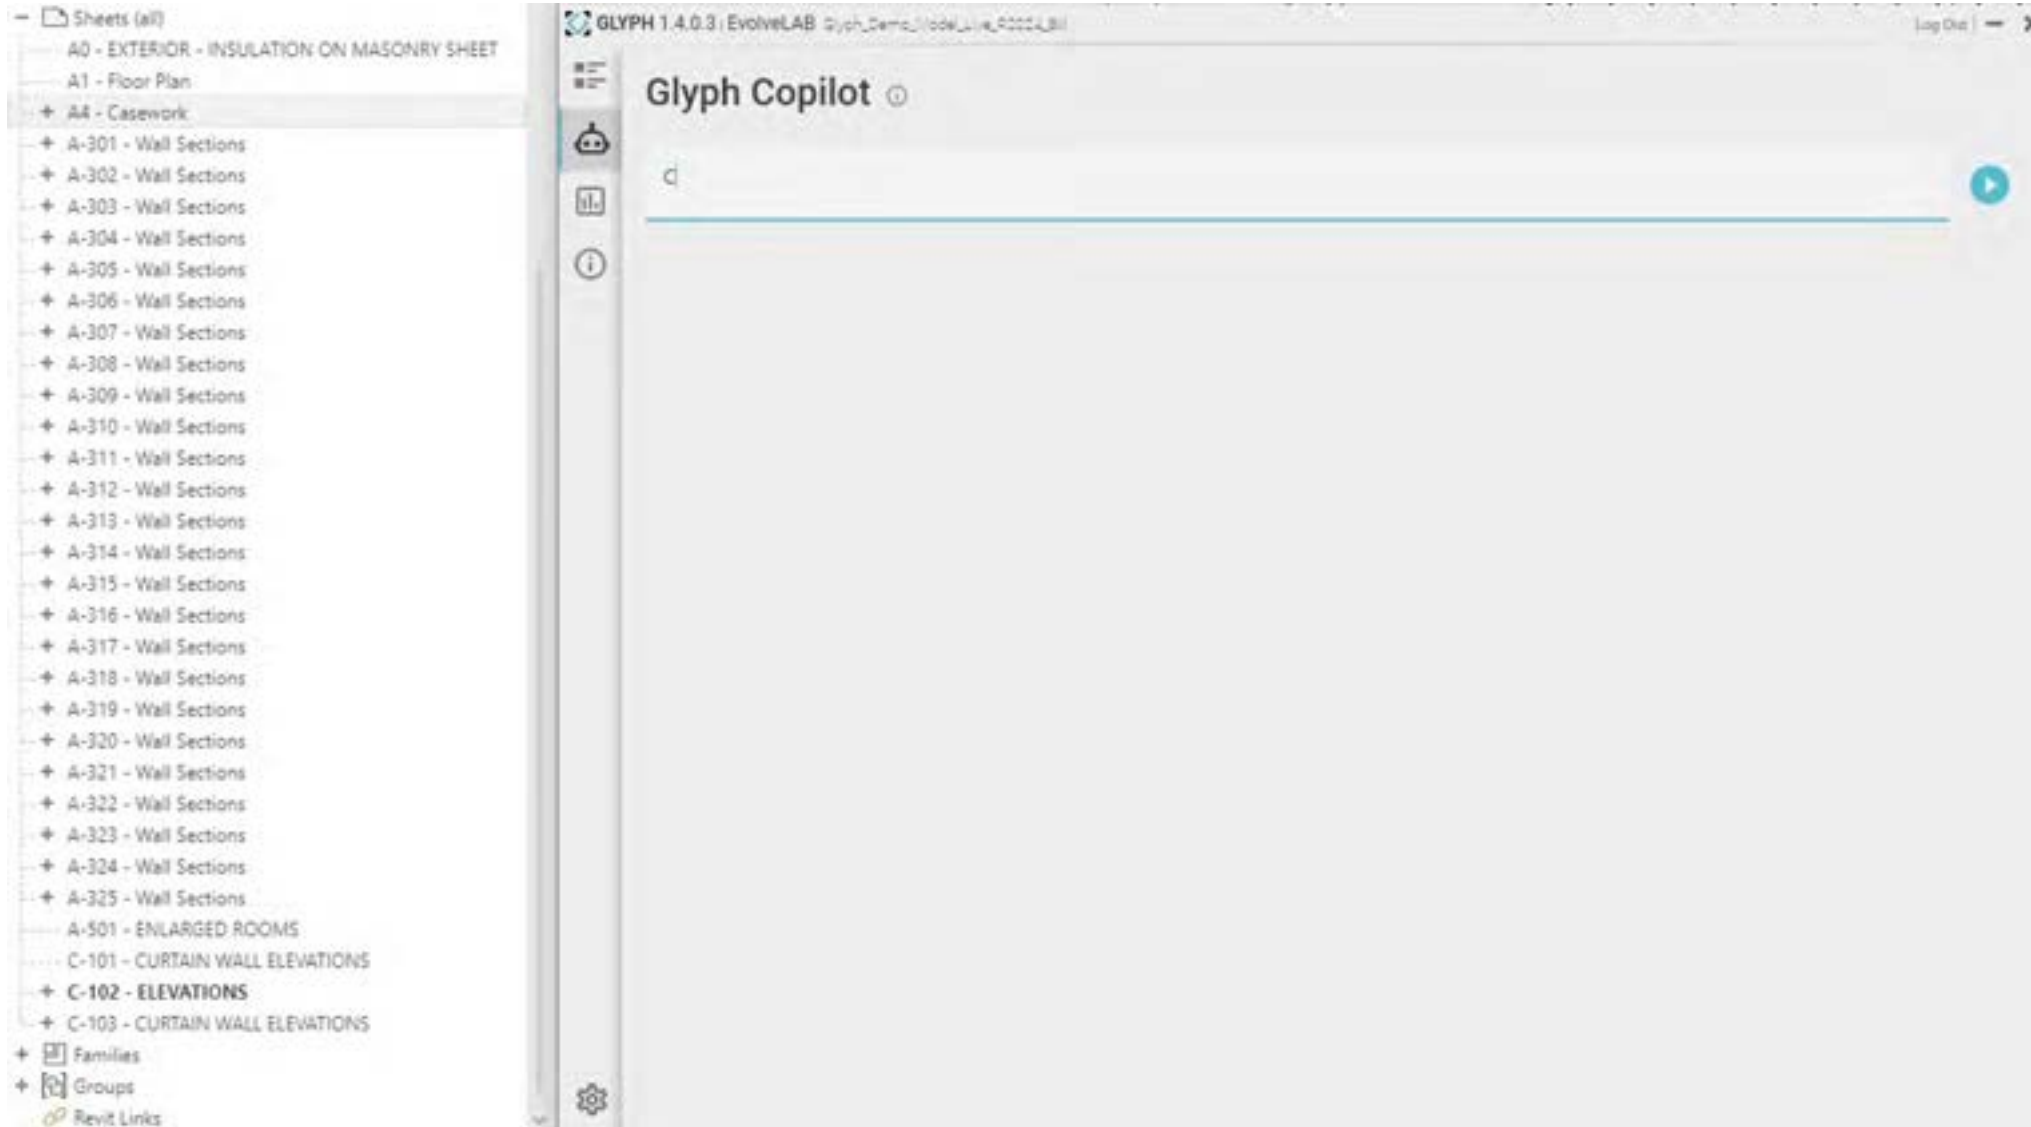 Sheets (all)
A0 - EXTERIOR - INSULATION ON MASONRY SHEET
A1 - Floor Plan
A4 - Casework
A-301 - Wall Sections
A-302 - Wall Sections
A-303 - Wall Sections
A-304 - Wall Sections
A-305 - Wall Sections
A-306 - Wall Sections
A-307 - Wall Sections
A-308 - Wall Sections
A-309 - Wall Sections
A-310 - Wall Sections
A-311 - Wall Sections
A-312 - Wall Sections
A-313 - Wall Sections
A-314 - Wall Sections
A-315 - Wall Sections
A-316 - Wall Sections
A-317 - Wall Sections
A-318 - Wall Sections
A-319 - Wall Sections
A-320 - Wall Sections
A-321 - Wall Sections
A-322 - Wall Sections
A-323 - Wall Sections
A-324 - Wall Sections
A-325 - Wall Sections
A-501 - ENLARGED ROOMS
C-101 - CURTAIN WALL ELEVATIONS
C-102 - ELEVATIONS
C-103 - CURTAIN WALL ELEVATIONS
Families
Groups
Revit Links
GLYPH 1.4.0.3 | EvolveLAB Glyph_Demo_Model_Live_R2024_Bill
Log Out
Glyph Copilot
C